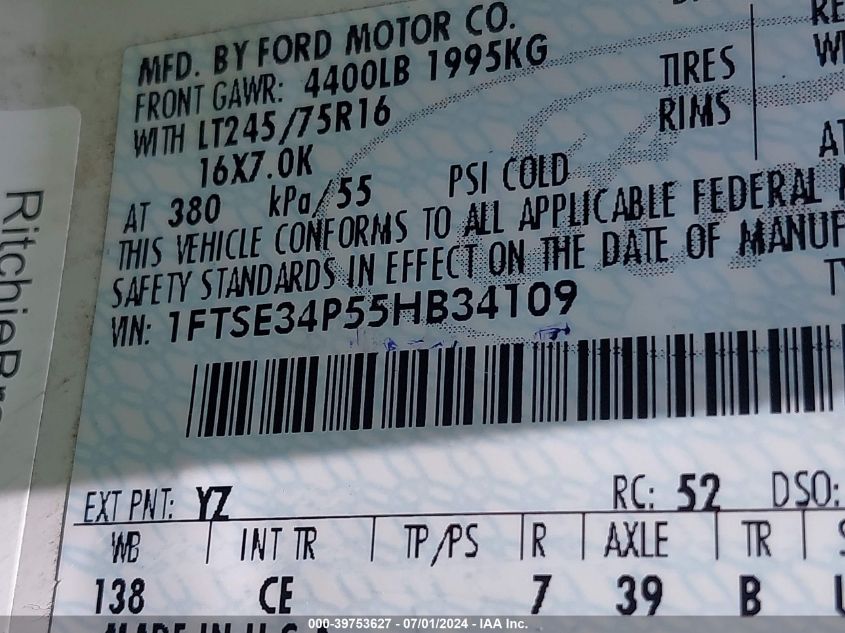 MFD. BY FORD MOTOR CO.
FRONT GAWR: 4400LB 1995KG
WITH LT245/75R16 TIRES
16X7.0K RIMS
AT 380 kPa/55 PSI COLD
THIS VEHICLE CONFORMS TO ALL APPLICABLE FEDERAL
SAFETY STANDARDS IN EFFECT ON THE DATE OF MANUF
VIN: 1FTSE34P55HB34109
EXT PNT: YZ RC: 52 DSO:
WB INT TR TP/PS R AXLE TR S
138 CE 7 39 B
MADE IN U.S.A.
RitchieBro
000-39753627 - 07/01/2024 - IAA Inc.